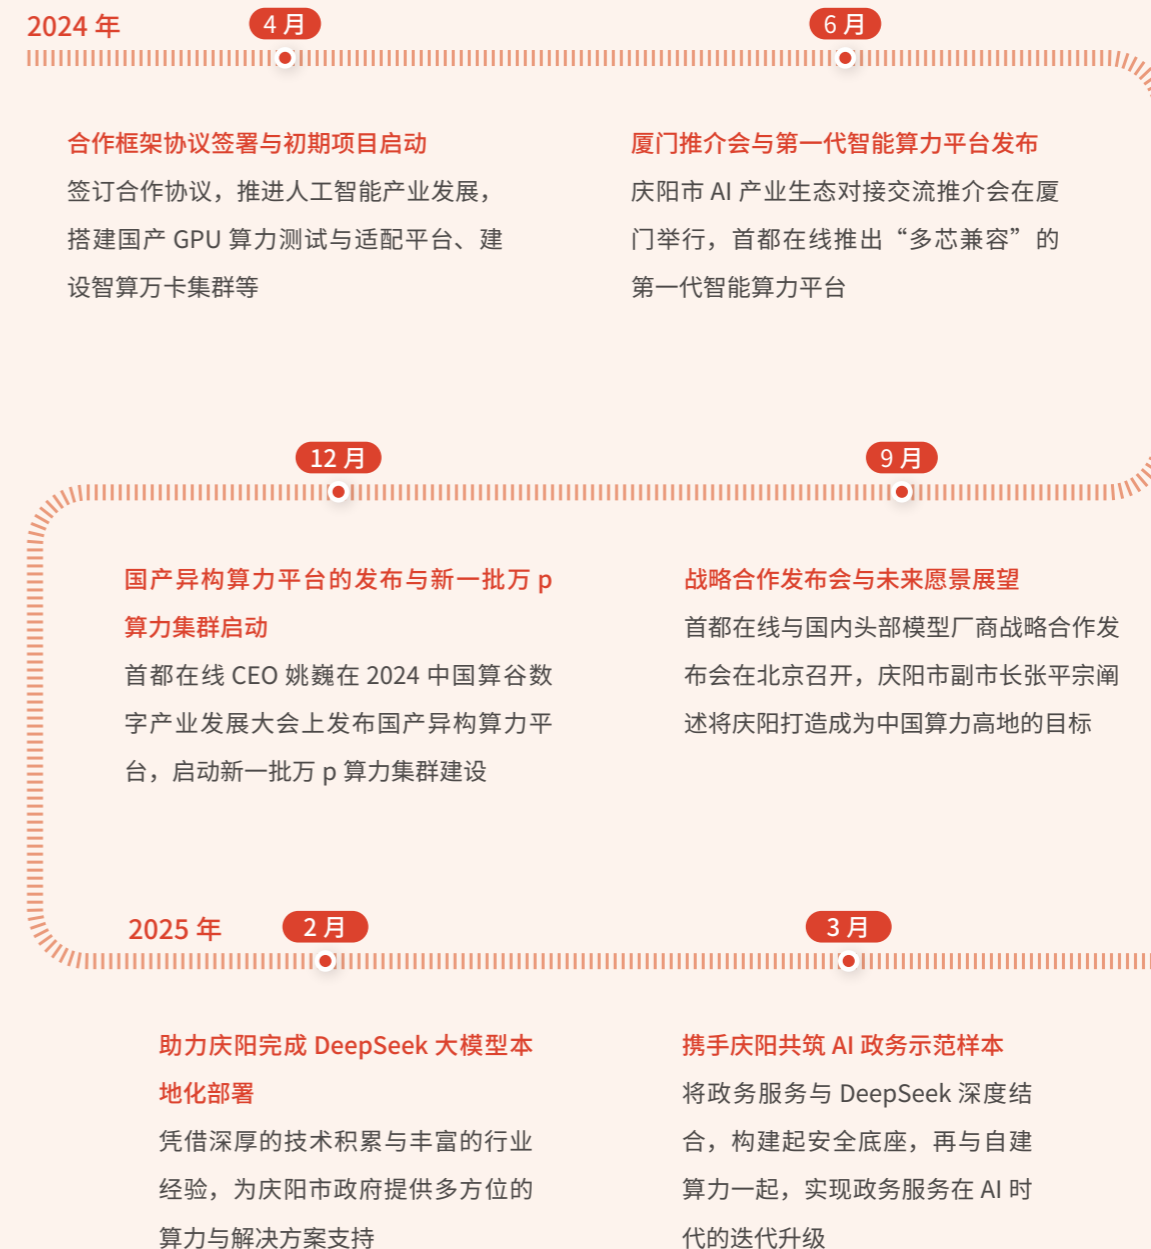 2024 年
4 月
合作框架协议签署与初期项目启动
签订合作协议，推进人工智能产业发展，
搭建国产 GPU 算力测试与适配平台、建
设智算万卡集群等
6 月
厦门推介会与第一代智能算力平台发布
庆阳市 AI 产业生态对接交流推介会在厦
门举行，首都在线推出“多芯兼容”的
第一代智能算力平台
9 月
战略合作发布会与未来愿景展望
首都在线与国内头部模型厂商战略合作发
布会在北京召开，庆阳市副市长张平宗阐
述将庆阳打造成为中国算力高地的目标
12 月
国产异构算力平台的发布与新一批万 p
算力集群启动
首都在线 CEO 姚巍在 2024 中国算谷数
字产业发展大会上发布国产异构算力平
台，启动新一批万 p 算力集群建设
2025 年
2 月
助力庆阳完成 DeepSeek 大模型本
地化部署
凭借深厚的技术积累与丰富的行业
经验，为庆阳市政府提供多方位的
算力与解决方案支持
3 月
携手庆阳共筑 AI 政务示范样本
将政务服务与 DeepSeek 深度结
合，构建起安全底座，再与自建
算力一起，实现政务服务在 AI 时
代的迭代升级